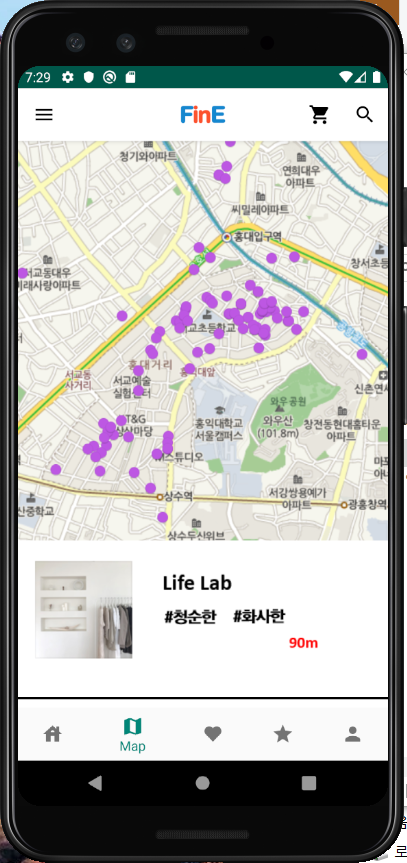 7:29
FinE
청기와아파트
연희대우
아파트
씨밀레아파트
홍대입구역
창서초등
서교동대우
미래사랑아파트
교초등학교
홍대거리
서교동
사거리
서교예술
실험센터
홍대앞
신촌연세
T&G
상상마당
홍익대학교
서울캠퍼스
와우공원
와우산
(101.8m)
창전동현대홈타운
아파트
스튜디오
상수역
서강쌍용예가
아파트
광흥창역
신중학교
상수두산위브
Life Lab
#청순한 #화사한
90m
Map